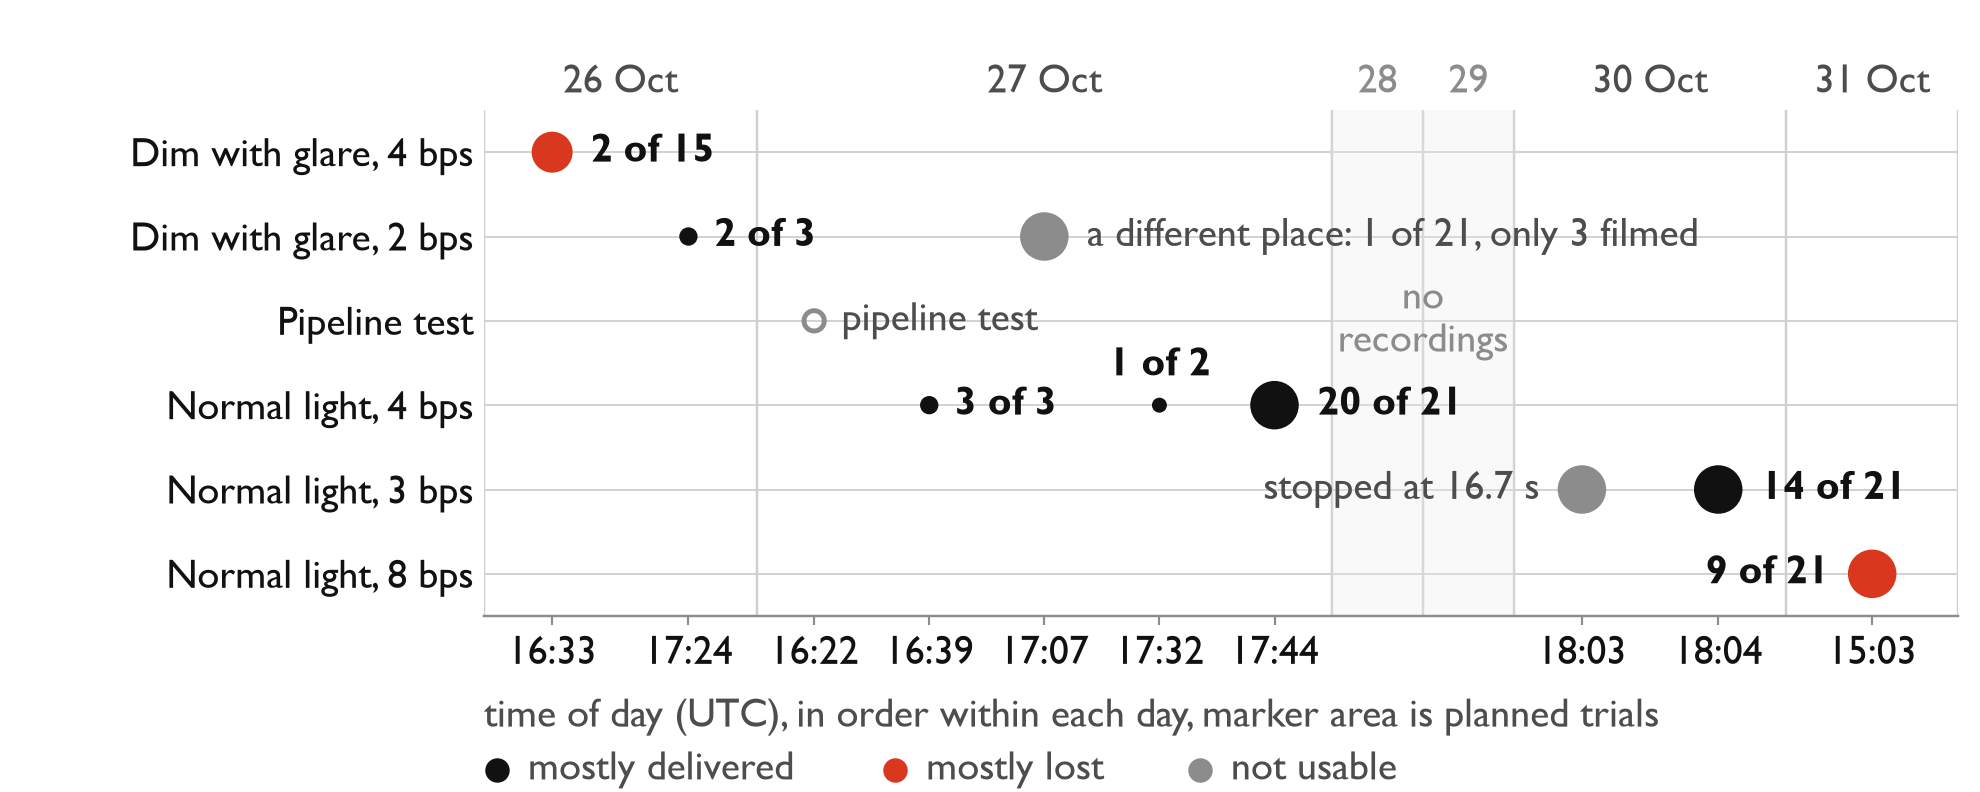 26 Oct 27 Oct 28 29 30 Oct 31 Oct
Dim with glare, 4 bps 2 of 15
Dim with glare, 2 bps 2 of 3 a different place: 1 of 21, only 3 filmed
no
recordings
Pipeline test pipeline test
1 of 2
Normal light, 4 bps 3 of 3 20 of 21
Normal light, 3 bps stopped at 16.7 s 14 of 21
Normal light, 8 bps 9 of 21
16:33 17:24 16:22 16:39 17:07 17:32 17:44 18:03 18:04 15:03
time of day (UTC), in order within each day, marker area is planned trials
mostly delivered mostly lost not usable